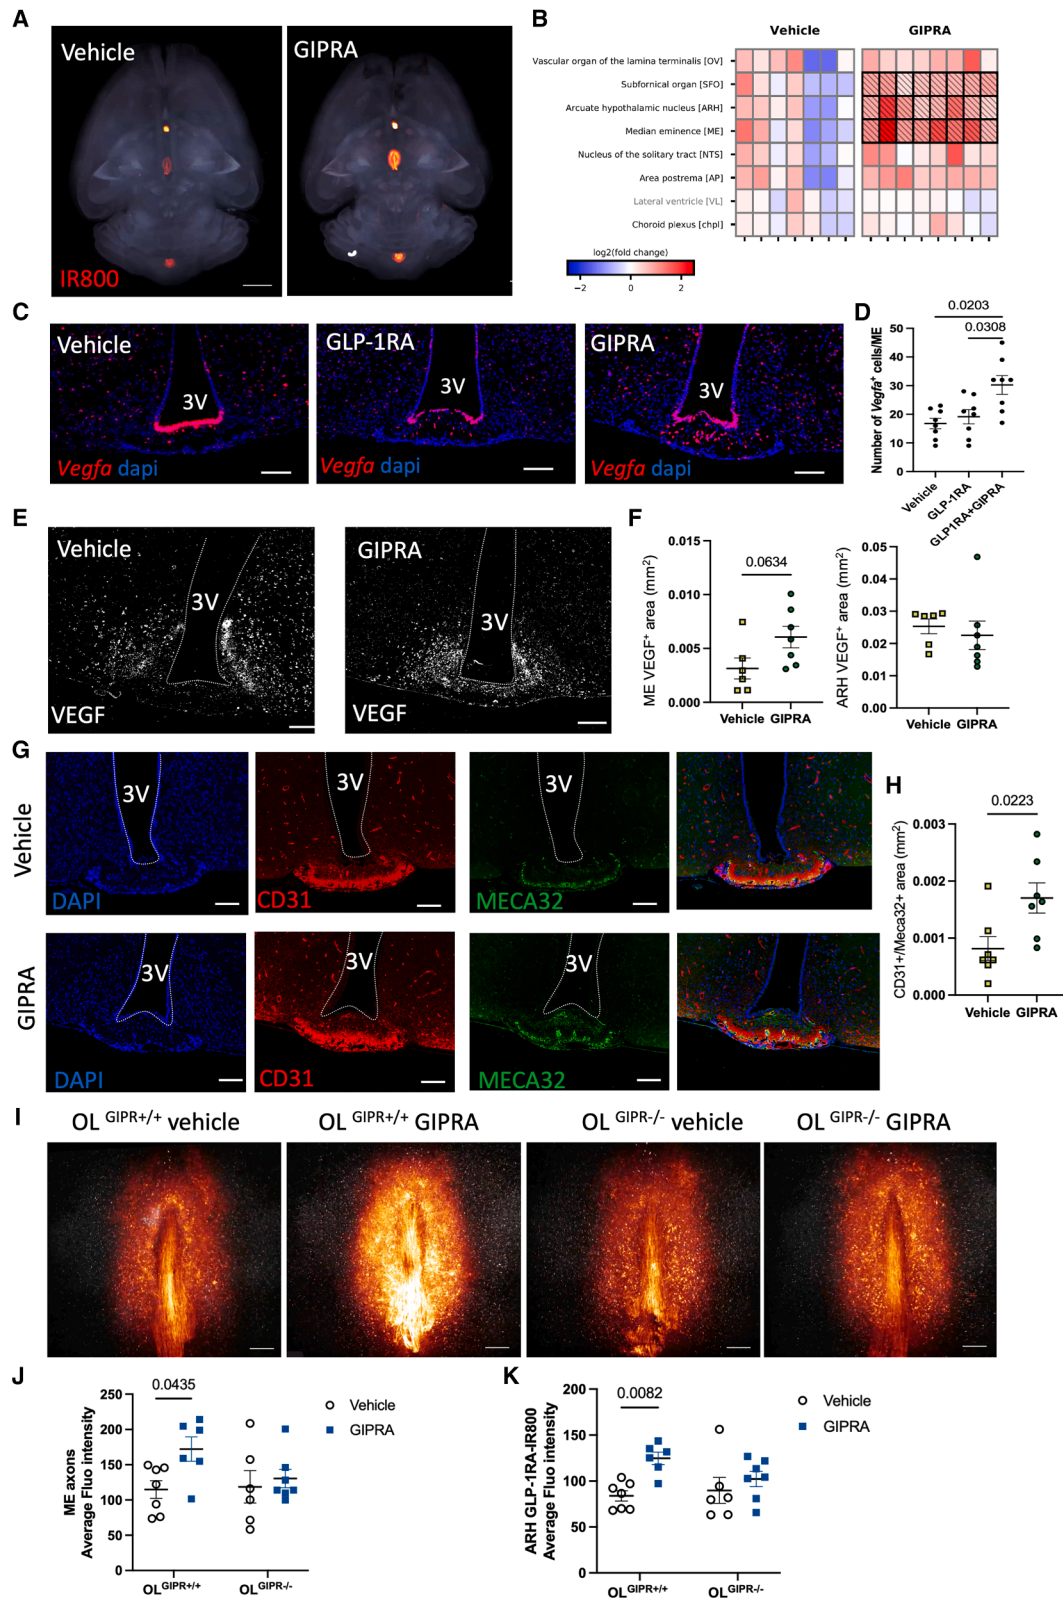 A
Vehicle
GIPRA
IR800
B
Vehicle
GIPRA
Vascular organ of the lamina terminalis [OV]
Subfornical organ [SFO]
Arcuate hypothalamic nucleus [ARH]
Median eminence [ME]
Nucleus of the solitary tract [NTS]
Area postrema [AP]
Lateral ventricle [VL]
Choroid plexus [chpl]
log2(fold change)
−2 0 2
C
Vehicle
3V
Vegfa dapi
GLP-1RA
3V
GIPRA
3V
Vegfa dapi
D
0.0203
0.0308
Number of Vegfa+ cells/ME
50
40
30
20
10
0
Vehicle
GLP-1RA
GLP1RA+GIPRA
E
Vehicle
3V
VEGF
GIPRA
3V
VEGF
F
ME VEGF+ area (mm2)
0.015
0.010
0.005
0.000
0.0634
Vehicle GIPRA
ARH VEGF+ area (mm2)
0.05
0.04
0.03
0.02
0.01
0.00
Vehicle GIPRA
G
Vehicle
3V
DAPI
3V
CD31
3V
MECA32
GIPRA
3V
DAPI
3V
CD31
3V
MECA32
H
0.0223
CD31+/Meca32+ area (mm2)
0.003
0.002
0.001
0.000
Vehicle GIPRA
I
OL GIPR+/+ vehicle
OL GIPR+/+ GIPRA
OL GIPR-/- vehicle
OL GIPR-/- GIPRA
J
0.0435
ME axons
Average Fluo intensity
250
200
150
100
50
0
OLGIPR+/+
OLGIPR-/-
Vehicle
GIPRA
K
0.0082
ARH GLP-1RA-IR800
Average Fluo intensity
200
150
100
50
0
OLGIPR+/+
OLGIPR-/-
Vehicle
GIPRA